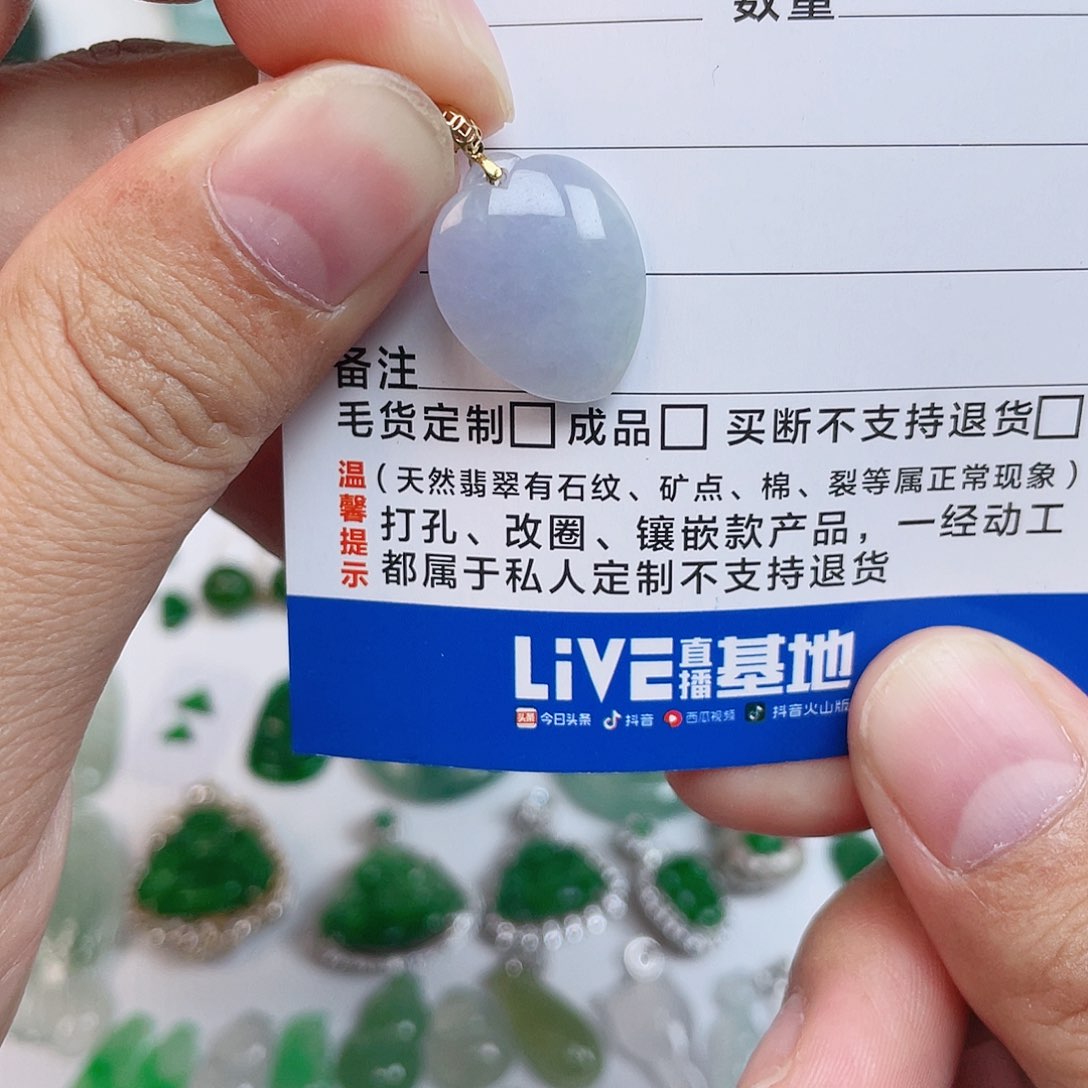 数量
备注
毛货定制 成品 买断不支持退货
温馨提示
(天然翡翠有石纹、矿点、棉、裂等属正常现象)
打孔、改圈、镶嵌款产品,一经动工
都属于私人定制不支持退货
LiVE直播基地
头条 今日头条 抖音 西瓜视频 抖音火山版